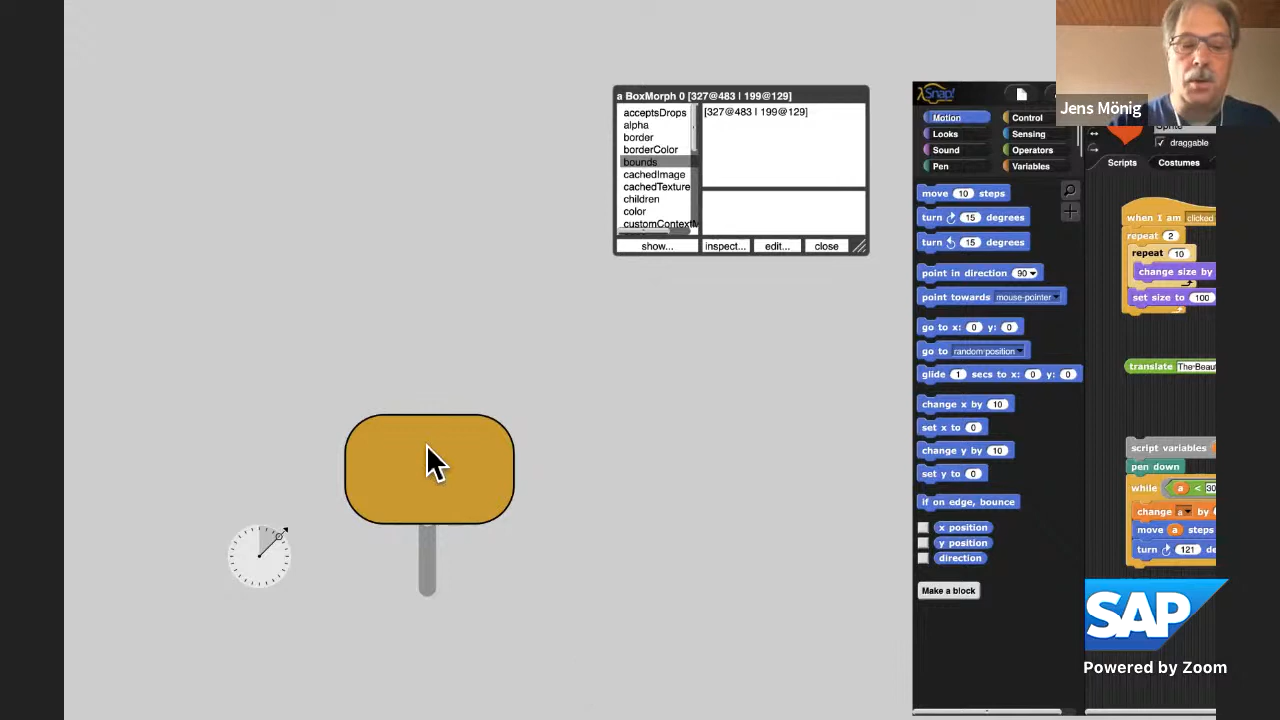 a BoxMorph 0 [327@483 | 199@129]
acceptsDrops
alpha
border
borderColor
bounds
cachedImage
cachedTexture
children
color
[327@483 | 199@129]
show...
inspect...
edit...
close
Snap!
Jens Mönig
Motion
Control
Looks
Sensing
Sound
Operators
Pen
Variables
move 10 steps
turn 15 degrees
turn 15 degrees
point in direction 90
point towards mouse-pointer
go to x: 0 y: 0
go to random position
glide 1 secs to x: 0 y: 0
change x by 10
set x to 0
change y by 10
set y to 0
if on edge, bounce
x position
y position
direction
Make a block
draggable
Scripts
Costumes
when I am clicked
repeat 2
repeat 10
change size by
set size to 100
translate
script variables
pen down
while a < 30
change a by
move a steps
turn 121 de
SAP
Powered by Zoom